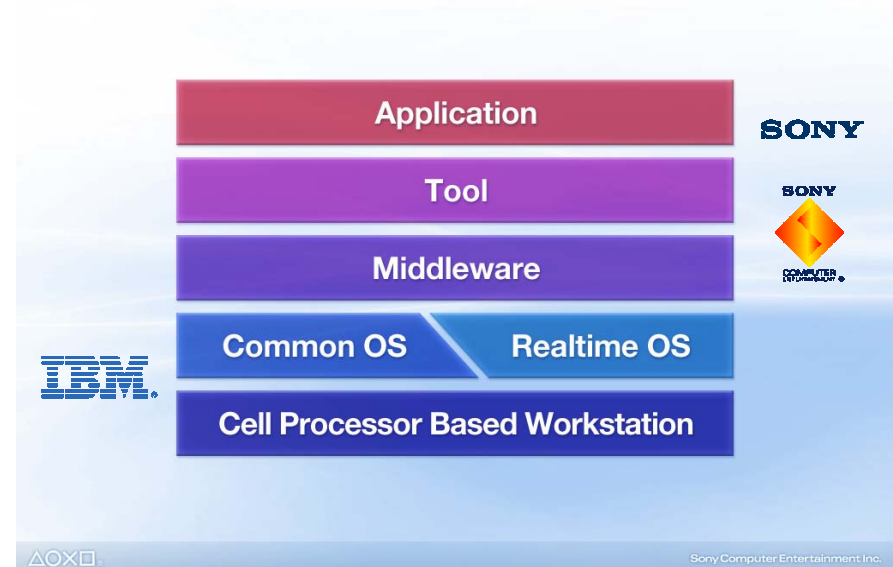 Application
SONY
Tool
SONY
COMPUTER
ENTERTAINMENT ®
Middleware
Common OS
Realtime OS
IBM®
Cell Processor Based Workstation
△○✕□®
Sony Computer Entertainment Inc.